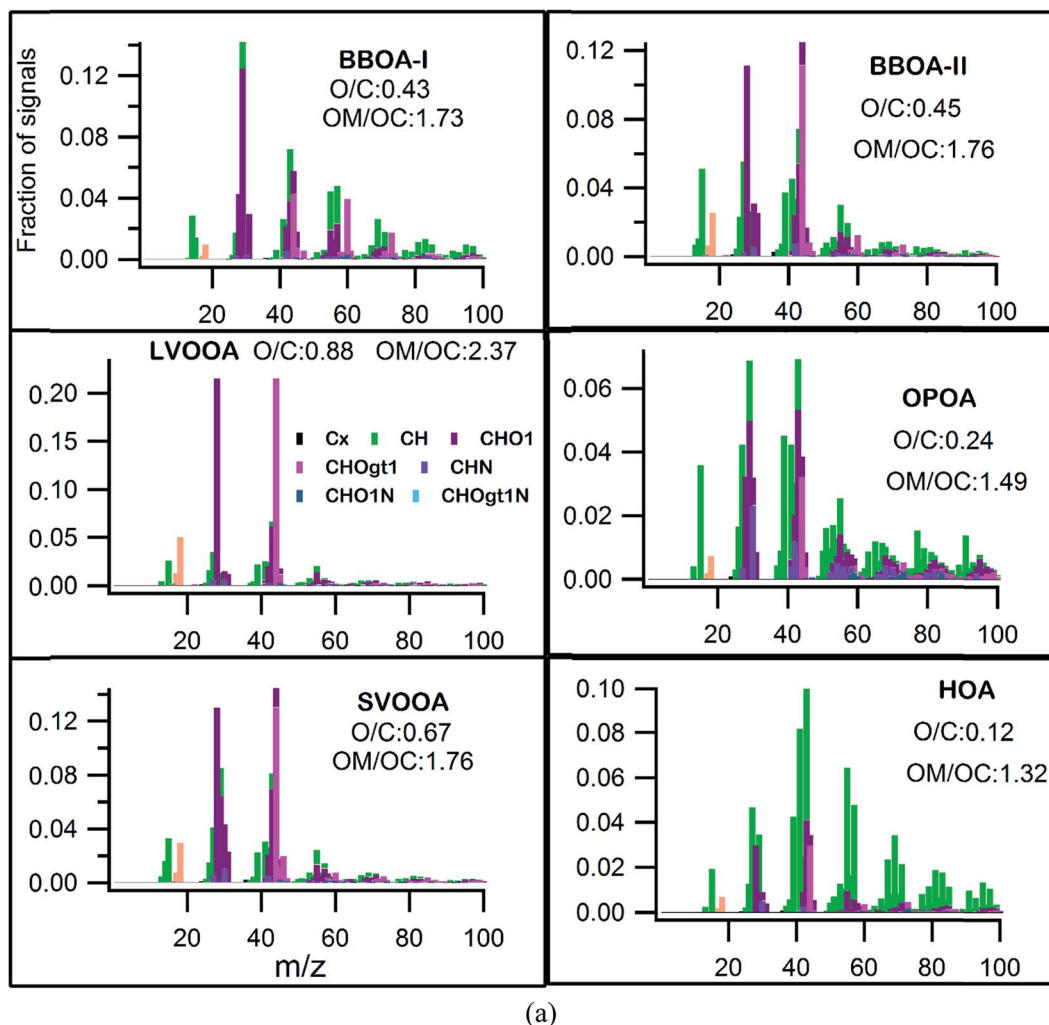 Fraction of signals
0.12
0.08
0.04
0.00
BBOA-I
O/C:0.43
OM/OC:1.73
20 40 60 80 100
0.12
0.08
0.04
0.00
BBOA-II
O/C:0.45
OM/OC:1.76
20 40 60 80 100
LVOOA O/C:0.88 OM/OC:2.37
0.20
0.15
0.10
0.05
0.00
Cx CH CHO1
CHOgt1 CHN
CHO1N CHOgt1N
20 40 60 80 100
0.06
0.04
0.02
0.00
OPOA
O/C:0.24
OM/OC:1.49
20 40 60 80 100
0.12
0.08
0.04
0.00
SVOOA
O/C:0.67
OM/OC:1.76
20 40 60 80 100
m/z
0.10
0.08
0.06
0.04
0.02
0.00
HOA
O/C:0.12
OM/OC:1.32
20 40 60 80 100
(a)